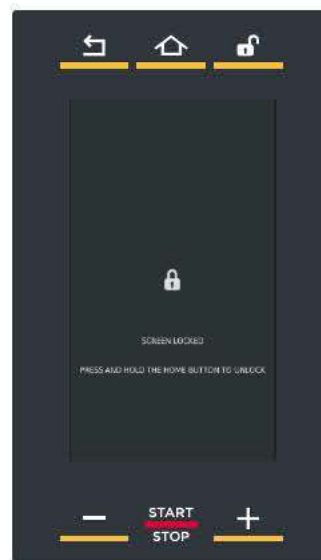 SCREEN LOCKED
PRESS AND HOLD THE HOME BUTTON TO UNLOCK
START
STOP